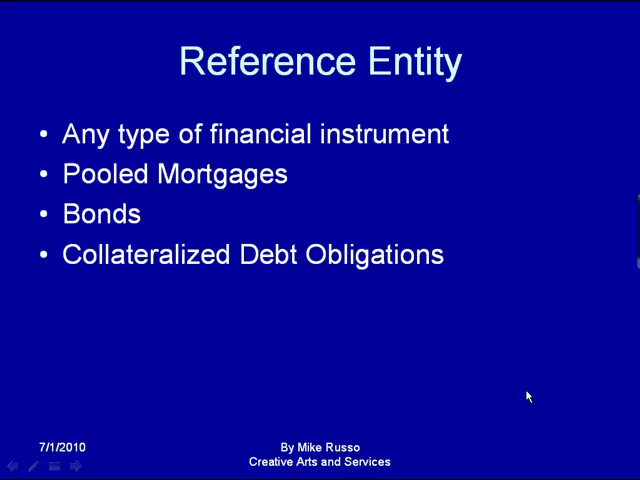 Reference Entity
• Any type of financial instrument
• Pooled Mortgages
• Bonds
• Collateralized Debt Obligations
7/1/2010
By Mike Russo
Creative Arts and Services